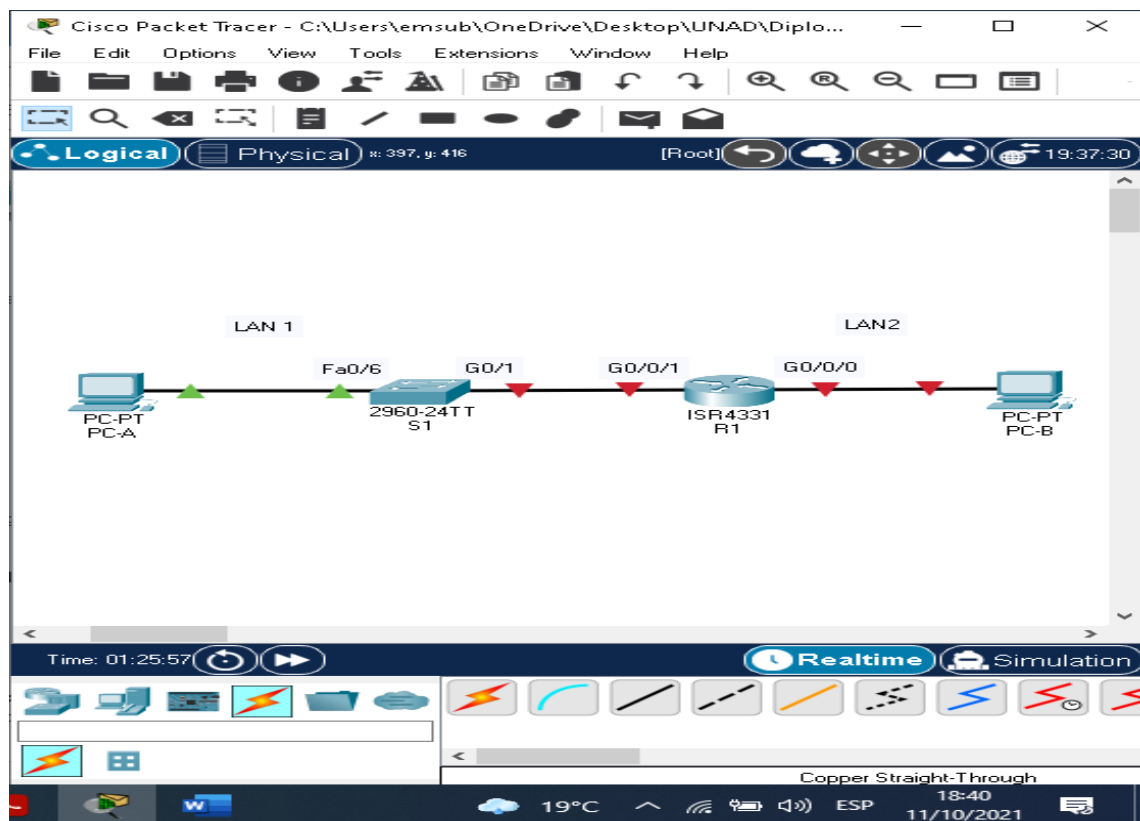 Cisco Packet Tracer - C:\Users\emsub\OneDrive\Desktop\UNAD\Diplo...
File Edit Options View Tools Extensions Window Help
Logical Physical x: 397, y: 416 [Root] 19:37:30
LAN 1 LAN2
Fa0/6 G0/1 G0/0/1 G0/0/0
PC-PT 2960-24TT ISR4331 PC-PT
PC-A S1 R1 PC-B
Time: 01:25:57 Realtime Simulation
Copper Straight-Through
W 19°C ESP 18:40
11/10/2021